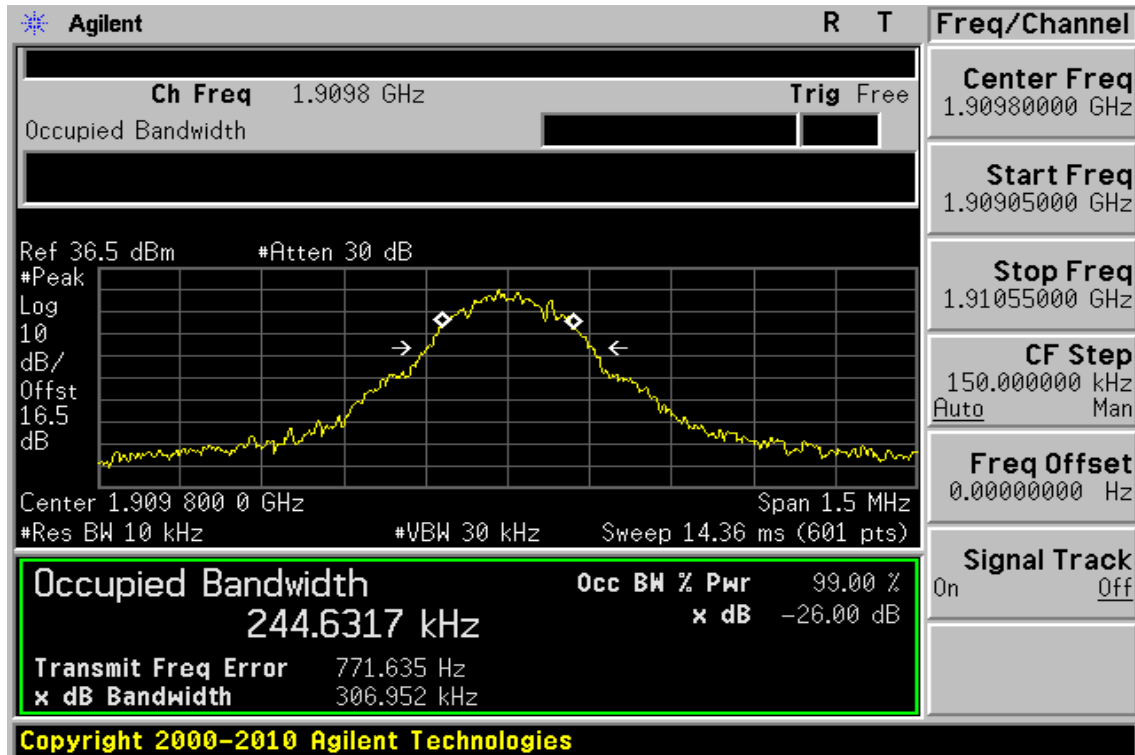 Agilent R T
Freq/Channel
Ch Freq 1.9098 GHz Trig Free
Occupied Bandwidth
Center Freq
1.90980000 GHz
Start Freq
1.90905000 GHz
Stop Freq
1.91055000 GHz
CF Step
150.000000 kHz
Auto Man
Freq Offset
0.00000000 Hz
Signal Track
On Off
Ref 36.5 dBm #Atten 30 dB
#Peak
Log
10
dB/
Offst
16.5
dB
Center 1.909 800 0 GHz Span 1.5 MHz
#Res BW 10 kHz #VBW 30 kHz Sweep 14.36 ms (601 pts)
Occupied Bandwidth
244.6317 kHz
Occ BW % Pwr 99.00 %
x dB -26.00 dB
Transmit Freq Error 771.635 Hz
x dB Bandwidth 306.952 kHz
Copyright 2000-2010 Agilent Technologies